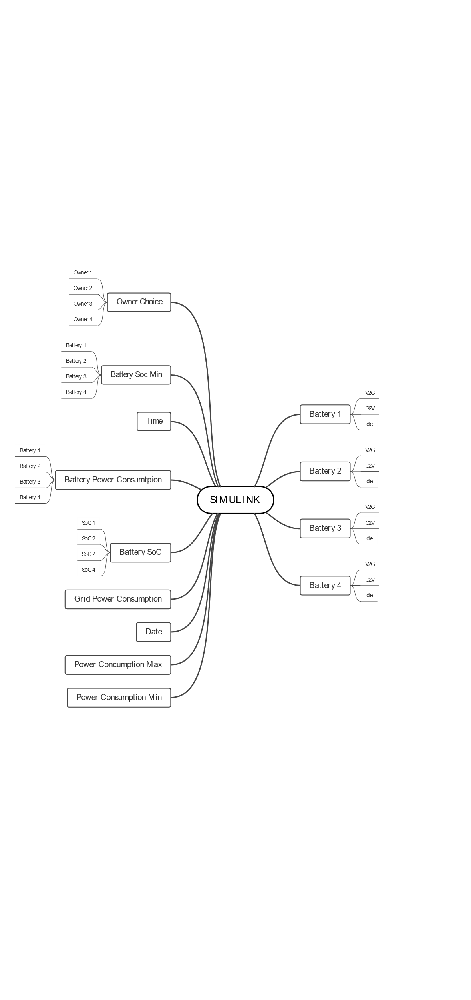 Owner 1
Owner 2
Owner 3
Owner 4
Owner Choice
Battery 1
Battery 2
Battery 3
Battery 4
Battery Soc Min
Time
Battery 1
Battery 2
Battery 3
Battery 4
Battery Power Consumtpion
SoC 1
SoC 2
SoC 2
SoC 4
Battery SoC
Grid Power Consumption
Date
Power Concumption Max
Power Consumption Min
SIMULINK
Battery 1
V2G
G2V
Idle
Battery 2
V2G
G2V
Idle
Battery 3
V2G
G2V
Idle
Battery 4
V2G
G2V
Idle